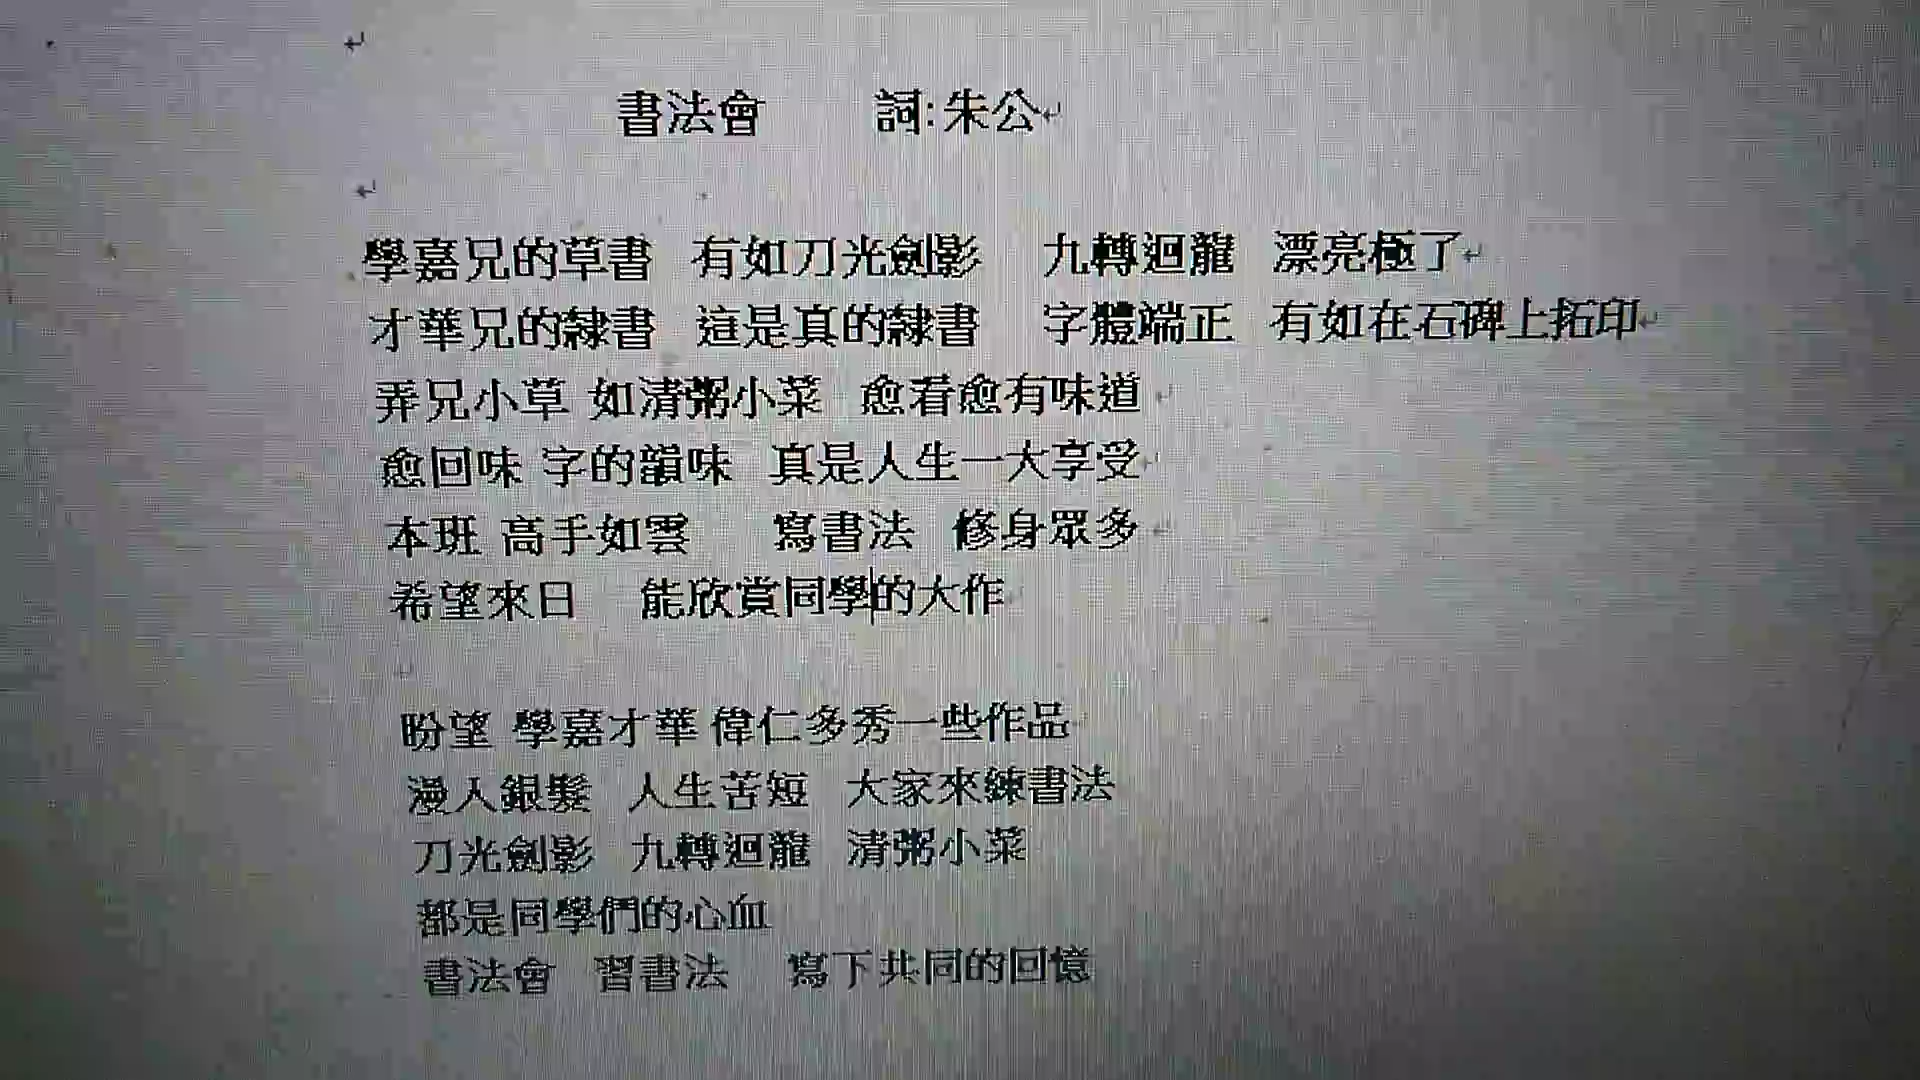 書法會 詞:朱公
學嘉兄的草書 有如刀光劍影 九轉迴龍 漂亮極了
才華兄的隸書 這是真的隸書 字體端正 有如在石碑上拓印
弄兄小草 如清粥小菜 愈看愈有味道
愈回味 字的韻味 真是人生一大享受
本班 高手如雲 寫書法 修身眾多
希望來日 能欣賞同學的大作
盼望 學嘉才華 偉仁多秀一些作品
漫人銀髮 人生苦短 大家來練書法
刀光劍影 九轉迴龍 清粥小菜
都是同學們的心血
書法會 習書法 寫下共同的回憶